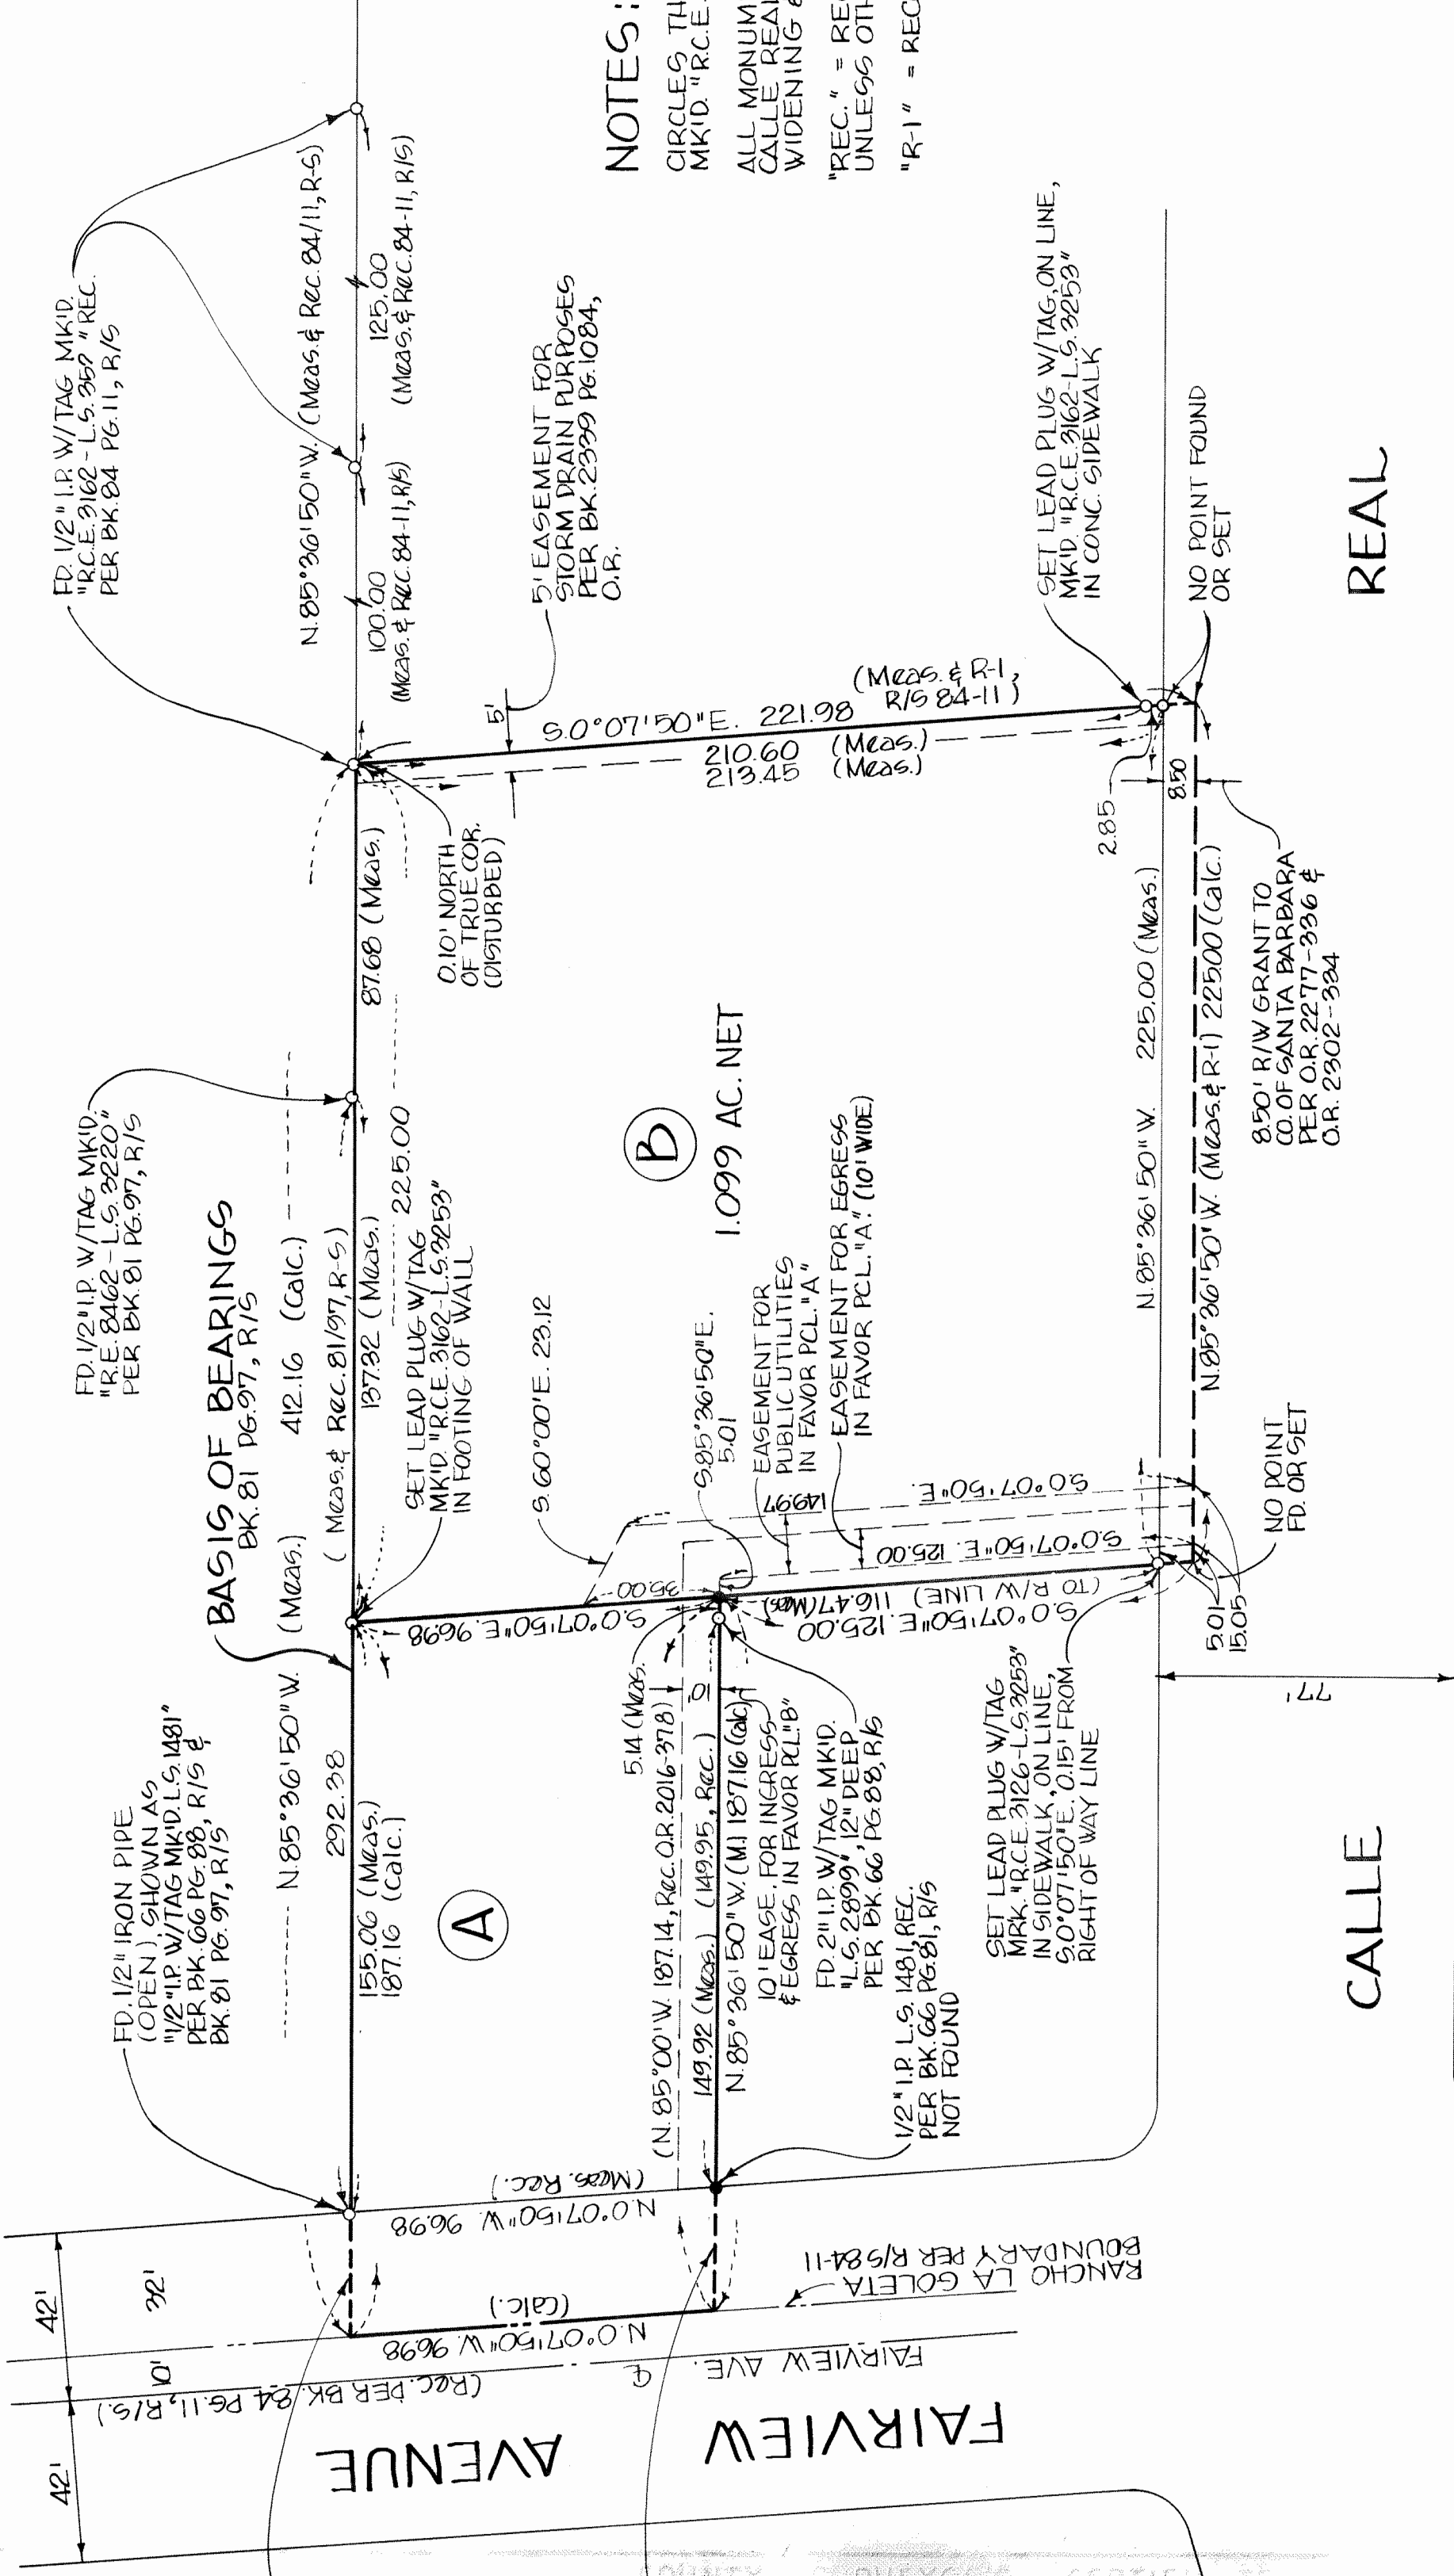 FD. 1/2" IRON PIPE
(OPEN), SHOWN AS
"1/2" I.P. W/TAG MK'D. L.S. 1481"
PER BK. 66 PG. 88, R/S &
BK. 81 PG. 97, R/S
FD. 1/2" I.P. W/TAG MK'D.
"R.E. 8462-L.S. 3220"
PER BK. 81 PG. 97, R/S
FD. 1/2" I.P. W/TAG MK'D.
"R.C.E. 3162-L.S. 35?" REC.
PER BK. 84 PG. 11, R/S
BASIS OF BEARINGS
BK. 81 PG. 97, R/S
N. 85°36'50" W. (Meas.) 412.16 (Calc.)
292.38 (Meas. & Rec. 81/97, R-S)
N. 85°36'50" W. (Meas. & Rec. 84/11, R-S)
155.06 (Meas.)
187.16 (Calc.)
137.32 (Meas.)
87.68 (Meas.)
100.00
(Meas. & Rec. 84-11, R/S)
125.00
(Meas. & Rec. 84-11, R/S)
225.00
SET LEAD PLUG W/TAG
MK'D. "R.C.E. 3162-L.S. 3253"
IN FOOTING OF WALL
0.10' NORTH
OF TRUE COR.
(DISTURBED)
5' EASEMENT FOR
STORM DRAIN PURPOSES
PER BK. 2339 PG. 1084,
O.R.
5'
NOTES:
CIRCLES TH
MK'D. "R.C.E.
ALL MONUM
CALLE REAL
WIDENING &
"REC." = REC
UNLESS OTH
"R-1" = REC
42'
42'
32'
10'
A
B
1.099 AC. NET
S. 60°00' E. 23.12
S. 0°07'50" E. 96.98
35.00
S. 85°36'50" E.
5.01
EASEMENT FOR
PUBLIC UTILITIES
IN FAVOR PCL. "A"
EASEMENT FOR EGRESS
IN FAVOR PCL. "A". (10' WIDE)
S. 0°07'50" E. 221.98 (Meas. & R-1,
R/S 84-11)
210.60 (Meas.)
213.45 (Meas.)
N. 0°07'50" W. 96.98
(Meas. Rec.)
N. 0°07'50" W. 96.98
(Calc.)
5.14 (Meas.
(N. 85°00' W. 187.14, Rec. O.R. 2016-378)
10'
149.92 (Meas.) (149.95, Rec.)
N. 85°36'50" W. (M) 187.16 (Calc)
10' EASE. FOR INGRESS
& EGRESS IN FAVOR PCL. "B"
FD. 2" I.P. W/TAG MK'D.
"L.S. 2899", 12" DEEP
PER BK. 66 PG. 88, R/S
1/2" I.P. L.S. 1481, REC.
PER BK. 66 PG. 81, R/S
NOT FOUND
S. 0°07'50" E. 125.00
(TO R/W LINE) 116.47 (Meas)
S. 0°07'50" E. 125.00
149.97
S. 0°07'50" E.
SET LEAD PLUG W/TAG
MRK. "R.C.E. 3126-L.S. 3253"
IN SIDEWALK, ON LINE,
S. 0°07'50" E. 0.15' FROM
RIGHT OF WAY LINE
SET LEAD PLUG W/TAG, ON LINE,
MK'D. "R.C.E. 3162-L.S. 3253"
IN CONC. SIDEWALK
2.85
8.50
N. 85°36'50" W. 225.00 (Meas.)
N. 85°36'50" W. (Meas. & R-1) 225.00 (Calc.)
NO POINT FOUND
OR SET
5.01
15.05
NO POINT
FD. OR SET
8.50' R/W GRANT TO
CO. OF SANTA BARBARA
PER O.R. 2277-336 &
O.R. 2302-334
77'
RANCHO LA GOLETA
BOUNDARY PER R/S 84-11
FAIRVIEW AVE. ℄
(Rec. PER BK. 84 PG. 11, R/S.)
FAIRVIEW AVENUE
CALLE REAL